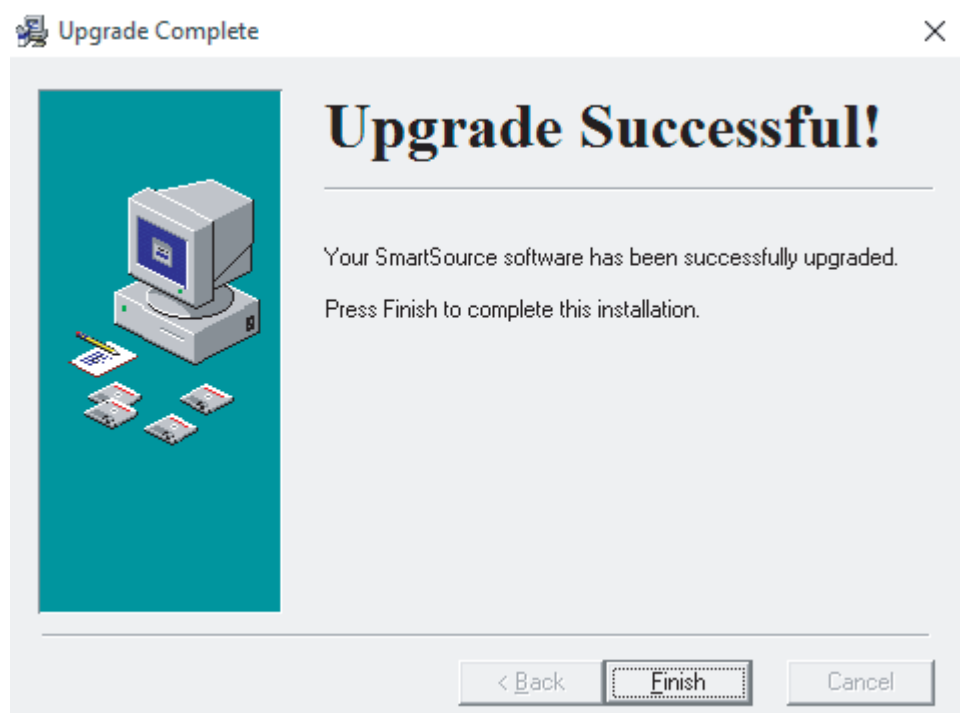 Upgrade Complete
Upgrade Successful!
Your SmartSource software has been successfully upgraded.
Press Finish to complete this installation.
< Back
Finish
Cancel